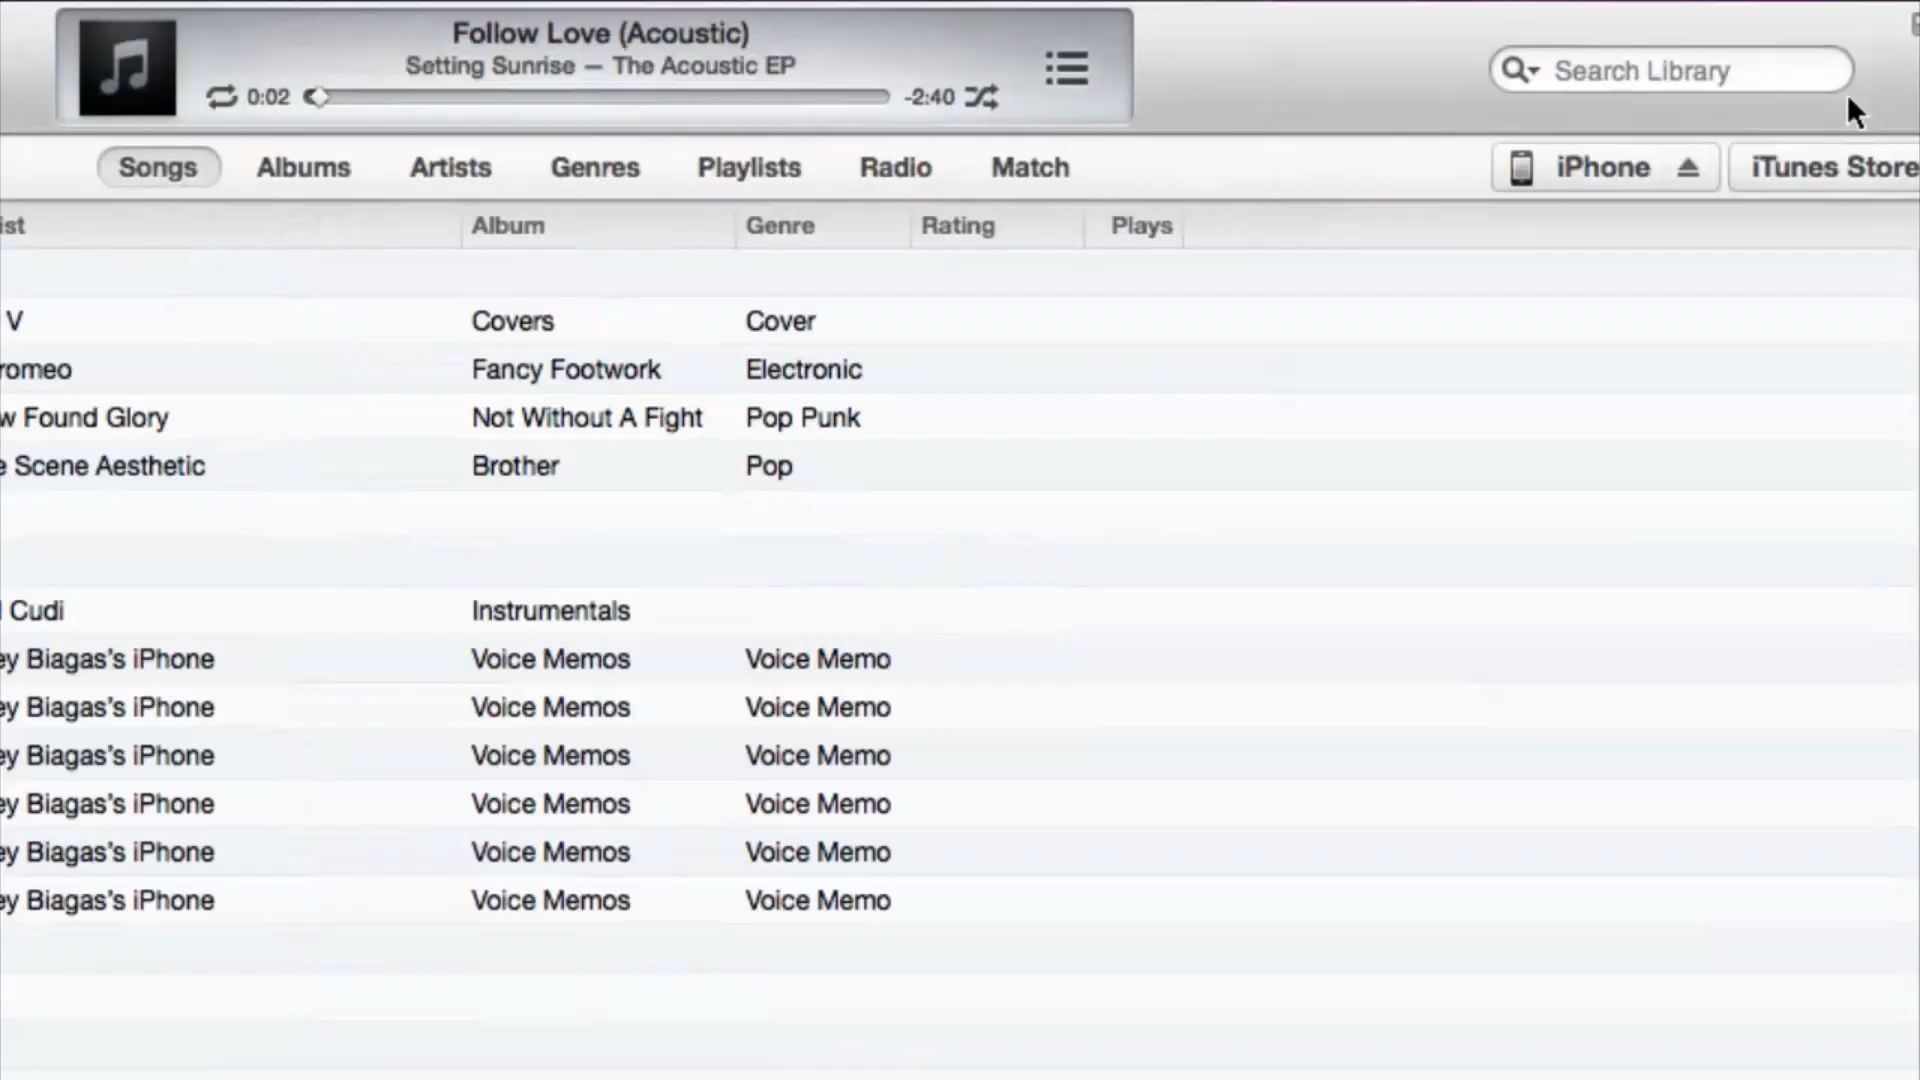 Follow Love (Acoustic)
Setting Sunrise — The Acoustic EP
0:02 -2:40
Search Library
Songs Albums Artists Genres Playlists Radio Match iPhone iTunes Store
ist Album Genre Rating Plays
V Covers Cover
romeo Fancy Footwork Electronic
w Found Glory Not Without A Fight Pop Punk
e Scene Aesthetic Brother Pop
Cudi Instrumentals
ey Biagas's iPhone Voice Memos Voice Memo
ey Biagas's iPhone Voice Memos Voice Memo
ey Biagas's iPhone Voice Memos Voice Memo
ey Biagas's iPhone Voice Memos Voice Memo
ey Biagas's iPhone Voice Memos Voice Memo
ey Biagas's iPhone Voice Memos Voice Memo